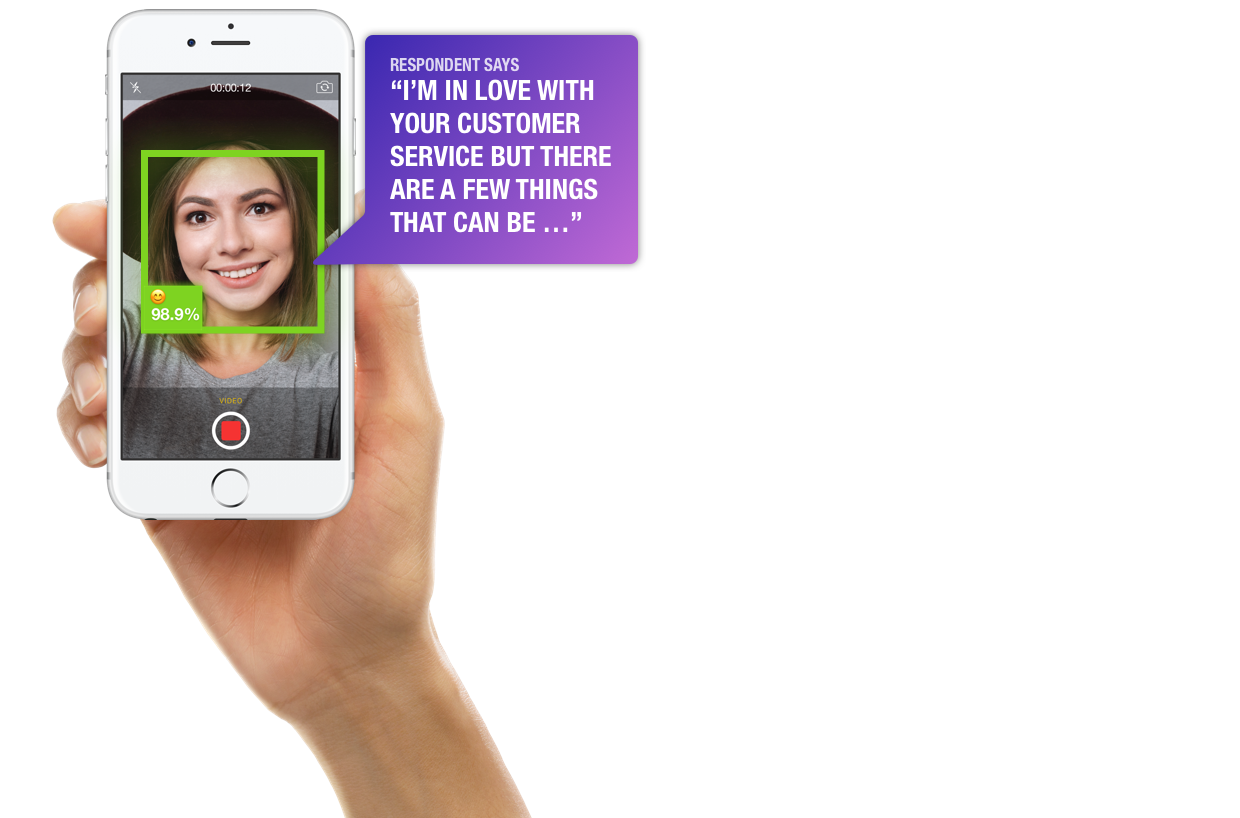 00:00:12
RESPONDENT SAYS
“I’M IN LOVE WITH
YOUR CUSTOMER
SERVICE BUT THERE
ARE A FEW THINGS
THAT CAN BE ...”
98.9%
VIDEO